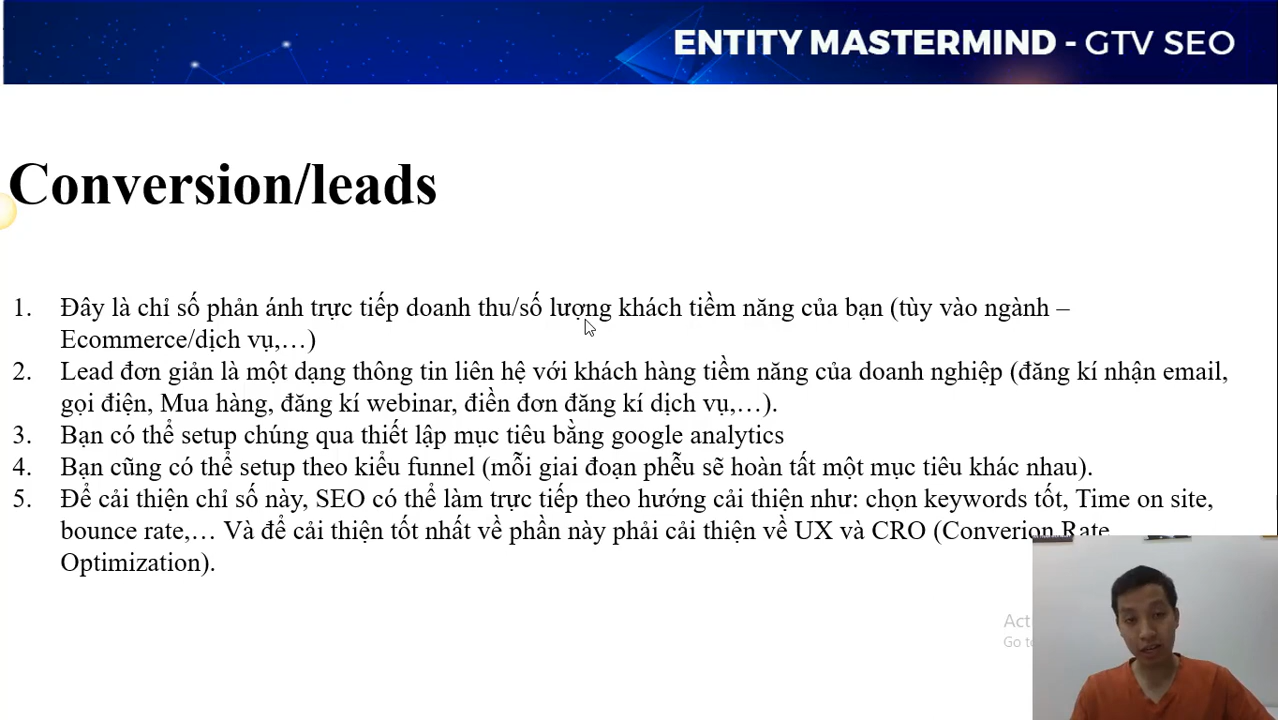 ENTITY MASTERMIND - GTV SEO
Conversion/leads
1. Đây là chỉ số phản ánh trực tiếp doanh thu/số lượng khách tiềm năng của bạn (tùy vào ngành –
Ecommerce/dịch vụ,…)
2. Lead đơn giản là một dạng thông tin liên hệ với khách hàng tiềm năng của doanh nghiệp (đăng kí nhận email,
gọi điện, Mua hàng, đăng kí webinar, điền đơn đăng kí dịch vụ,…).
3. Bạn có thể setup chúng qua thiết lập mục tiêu bằng google analytics
4. Bạn cũng có thể setup theo kiểu funnel (mỗi giai đoạn phễu sẽ hoàn tất một mục tiêu khác nhau).
5. Để cải thiện chỉ số này, SEO có thể làm trực tiếp theo hướng cải thiện như: chọn keywords tốt, Time on site,
bounce rate,… Và để cải thiện tốt nhất về phần này phải cải thiện về UX và CRO (Converion Rate
Optimization).
Act
Go to